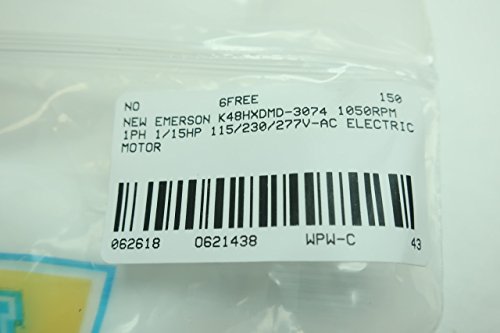 NO 6FREE 150
NEW EMERSON K48HXDMD-3074 1050RPM
1PH 1/15HP 115/230/277V-AC ELECTRIC
MOTOR
062618 0621438 WPW-C 43